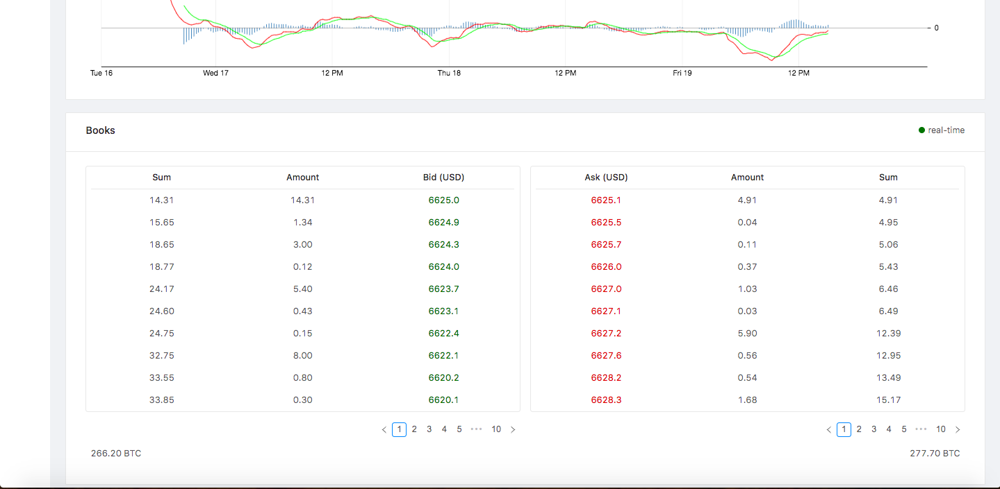 0
Tue 16 Wed 17 12 PM Thu 18 12 PM Fri 19 12 PM
Books real-time
Sum Amount Bid (USD) Ask (USD) Amount Sum
14.31 14.31 6625.0 6625.1 4.91 4.91
15.65 1.34 6624.9 6625.5 0.04 4.95
18.65 3.00 6624.3 6625.7 0.11 5.06
18.77 0.12 6624.0 6626.0 0.37 5.43
24.17 5.40 6623.7 6627.0 1.03 6.46
24.60 0.43 6623.1 6627.1 0.03 6.49
24.75 0.15 6622.4 6627.2 5.90 12.39
32.75 8.00 6622.1 6627.6 0.56 12.95
33.55 0.80 6620.2 6628.2 0.54 13.49
33.85 0.30 6620.1 6628.3 1.68 15.17
< 1 2 3 4 5 ••• 10 > < 1 2 3 4 5 ••• 10 >
266.20 BTC 277.70 BTC